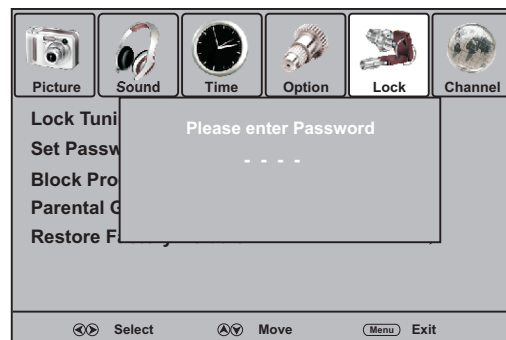 Picture Sound Time Option Lock Channel
Lock Tuni
Set Passw
Block Pro
Parental G
Restore F
Please enter Password
- - - -
Select Move Menu Exit